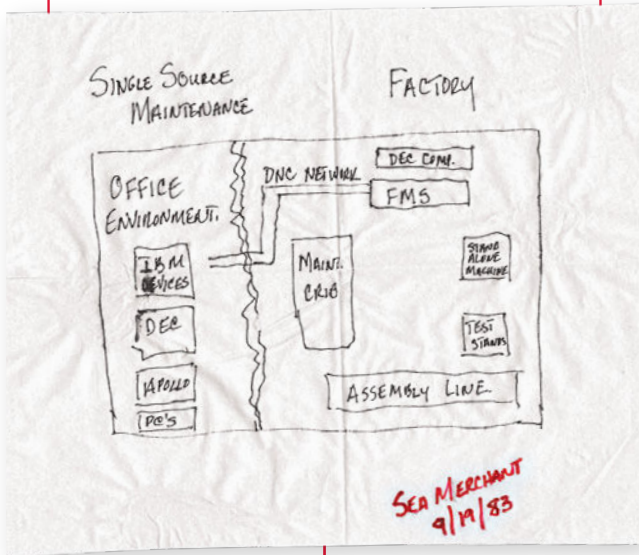 SINGLE SOURCE
MAINTENANCE
FACTORY
OFFICE
ENVIRONMENT.
IBM
DEVICES
DEC
APOLLO
PC'S
DNC NETWORK
DEC COMP.
FMS
MAINT.
CRIB
STAND
ALONE
MACHINE
TEST
STANDS
ASSEMBLY LINE
SEA MERCHANT
9/19/83